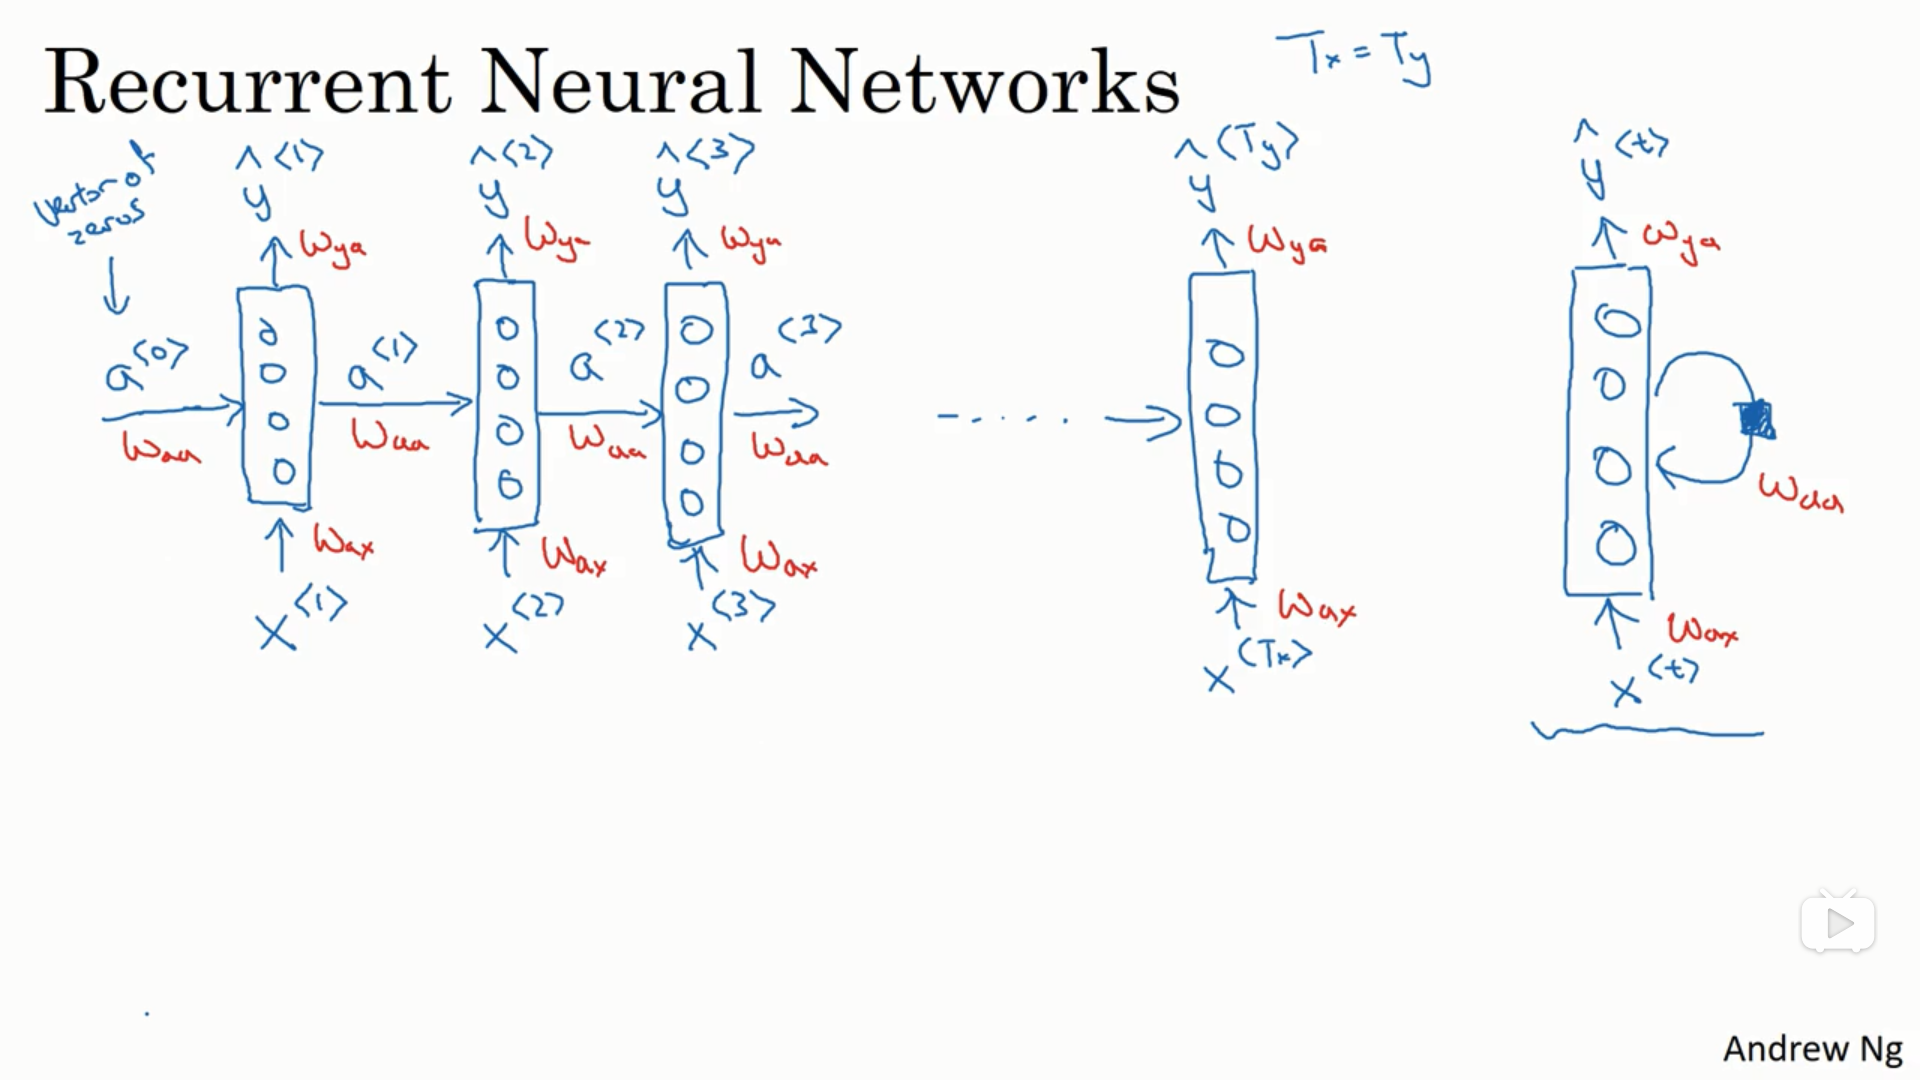 Recurrent Neural Networks
Tx = Ty
vector of
zeros
ŷ<1> ŷ<2> ŷ<3> ŷ<Ty> ŷ<t>
Wya Wya Wya Wya Wya
a<0> a<1> a<2> a<3>
Waa Waa Waa Waa Waa
Wax Wax Wax Wax Wax
x<1> x<2> x<3> x<Tx> x<t>
Andrew Ng